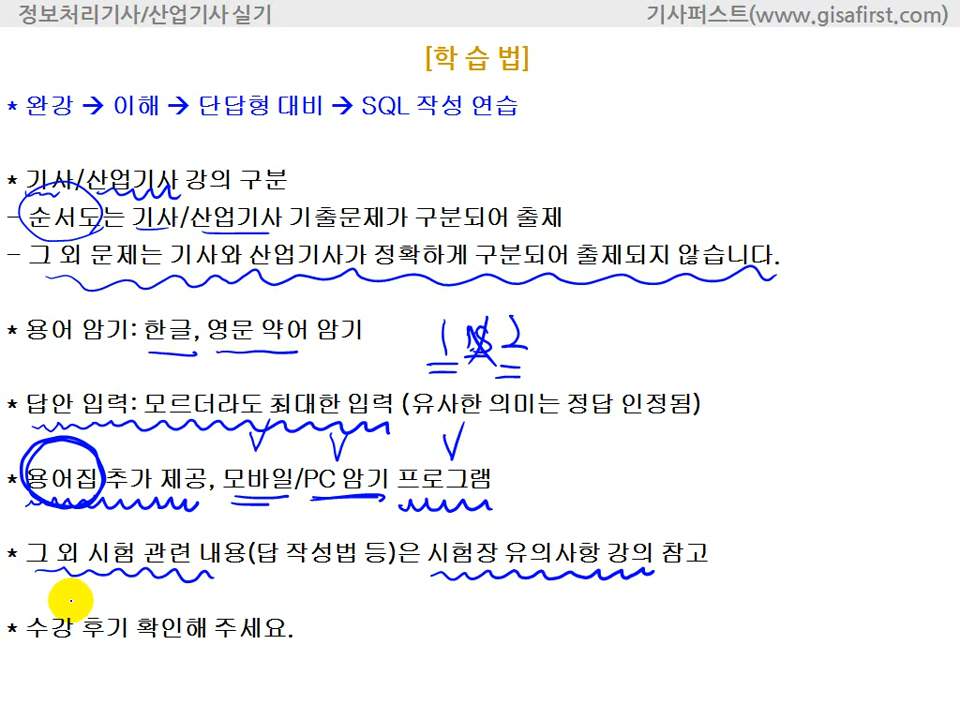 정보처리기사/산업기사 실기
기사퍼스트(www.gisafirst.com)
[학 습 법]
* 완강 → 이해 → 단답형 대비 → SQL 작성 연습
* 기사/산업기사 강의 구분
- 순서도는 기사/산업기사 기출문제가 구분되어 출제
- 그 외 문제는 기사와 산업기사가 정확하게 구분되어 출제되지 않습니다.
* 용어 암기: 한글, 영문 약어 암기
1 2
* 답안 입력: 모르더라도 최대한 입력 (유사한 의미는 정답 인정됨)
* 용어집 추가 제공, 모바일/PC 암기 프로그램
* 그 외 시험 관련 내용(답 작성법 등)은 시험장 유의사항 강의 참고
* 수강 후기 확인해 주세요.